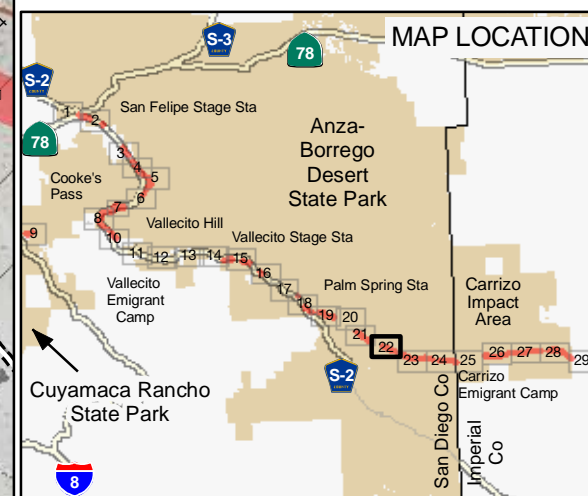 MAP LOCATION
S-3
COUNTY
78
S-2
COUNTY
San Felipe Stage Sta
1
2
78
Anza-
Borrego
Desert
State Park
3
4
5
Cooke's
Pass
6
7
8
Vallecito Hill
9
10
Vallecito Stage Sta
11
12
13
14
15
16
Vallecito
Emigrant
Camp
17
Palm Spring Sta
Carrizo
Impact
Area
18
19
20
21
22
23
24
25
26
27
28
29
S-2
COUNTY
Carrizo
Emigrant Camp
Cuyamaca Rancho
State Park
San Diego Co
Imperial
Co
8